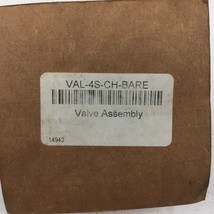 VAL-4S-CH-BARE
Valve Assembly
14943